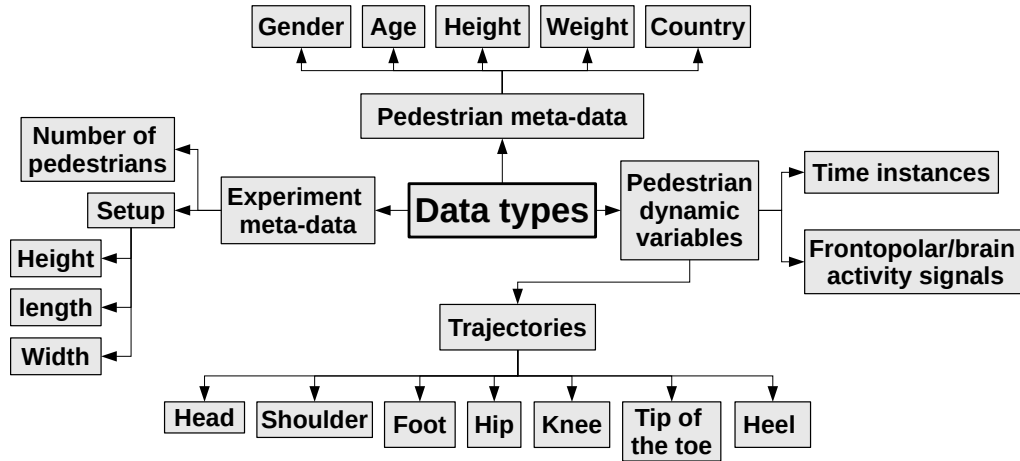 Gender
Age
Height
Weight
Country
Pedestrian meta-data
Number of
pedestrians
Setup
Experiment
meta-data
Data types
Pedestrian
dynamic
variables
Time instances
Frontopolar/brain
activity signals
Height
length
Width
Trajectories
Head
Shoulder
Foot
Hip
Knee
Tip of
the toe
Heel